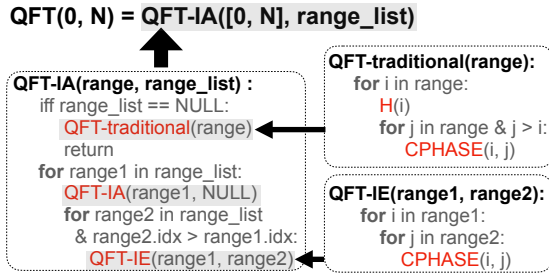 QFT(0, N) = QFT-IA([0, N], range_list)
QFT-IA(range, range_list) :
iff range_list == NULL:
QFT-traditional(range)
return
for range1 in range_list:
QFT-IA(range1, NULL)
for range2 in range_list
& range2.idx > range1.idx:
QFT-IE(range1, range2)
QFT-traditional(range):
for i in range:
H(i)
for j in range & j > i:
CPHASE(i, j)
QFT-IE(range1, range2):
for i in range1:
for j in range2:
CPHASE(i, j)